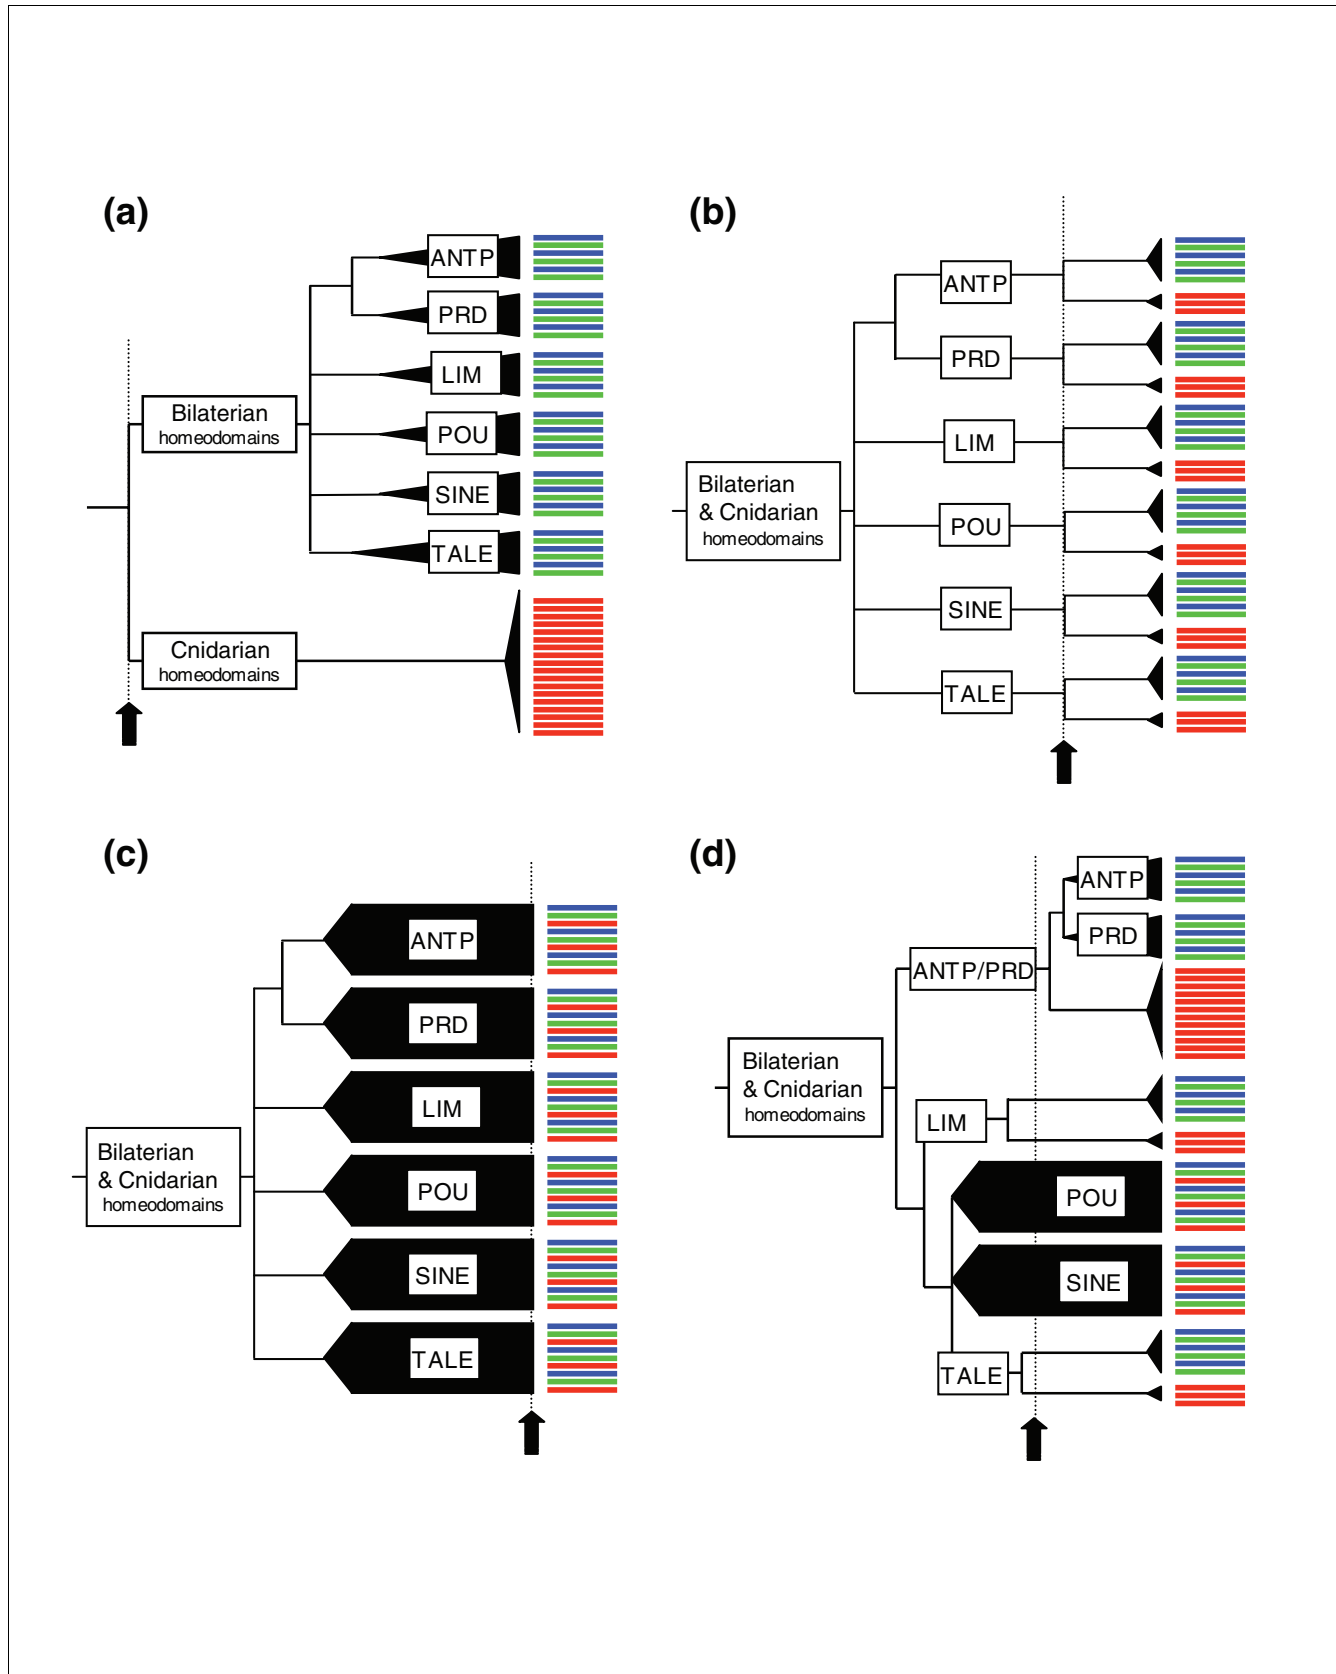 (a)
ANTP
PRD
LIM
POU
SINE
TALE
Bilaterian
homeodomains
Cnidarian
homeodomains
(b)
ANTP
PRD
LIM
POU
SINE
TALE
Bilaterian
& Cnidarian
homeodomains
(c)
ANTP
PRD
LIM
POU
SINE
TALE
Bilaterian
& Cnidarian
homeodomains
(d)
ANTP
PRD
ANTP/PRD
Bilaterian
& Cnidarian
homeodomains
LIM
POU
SINE
TALE